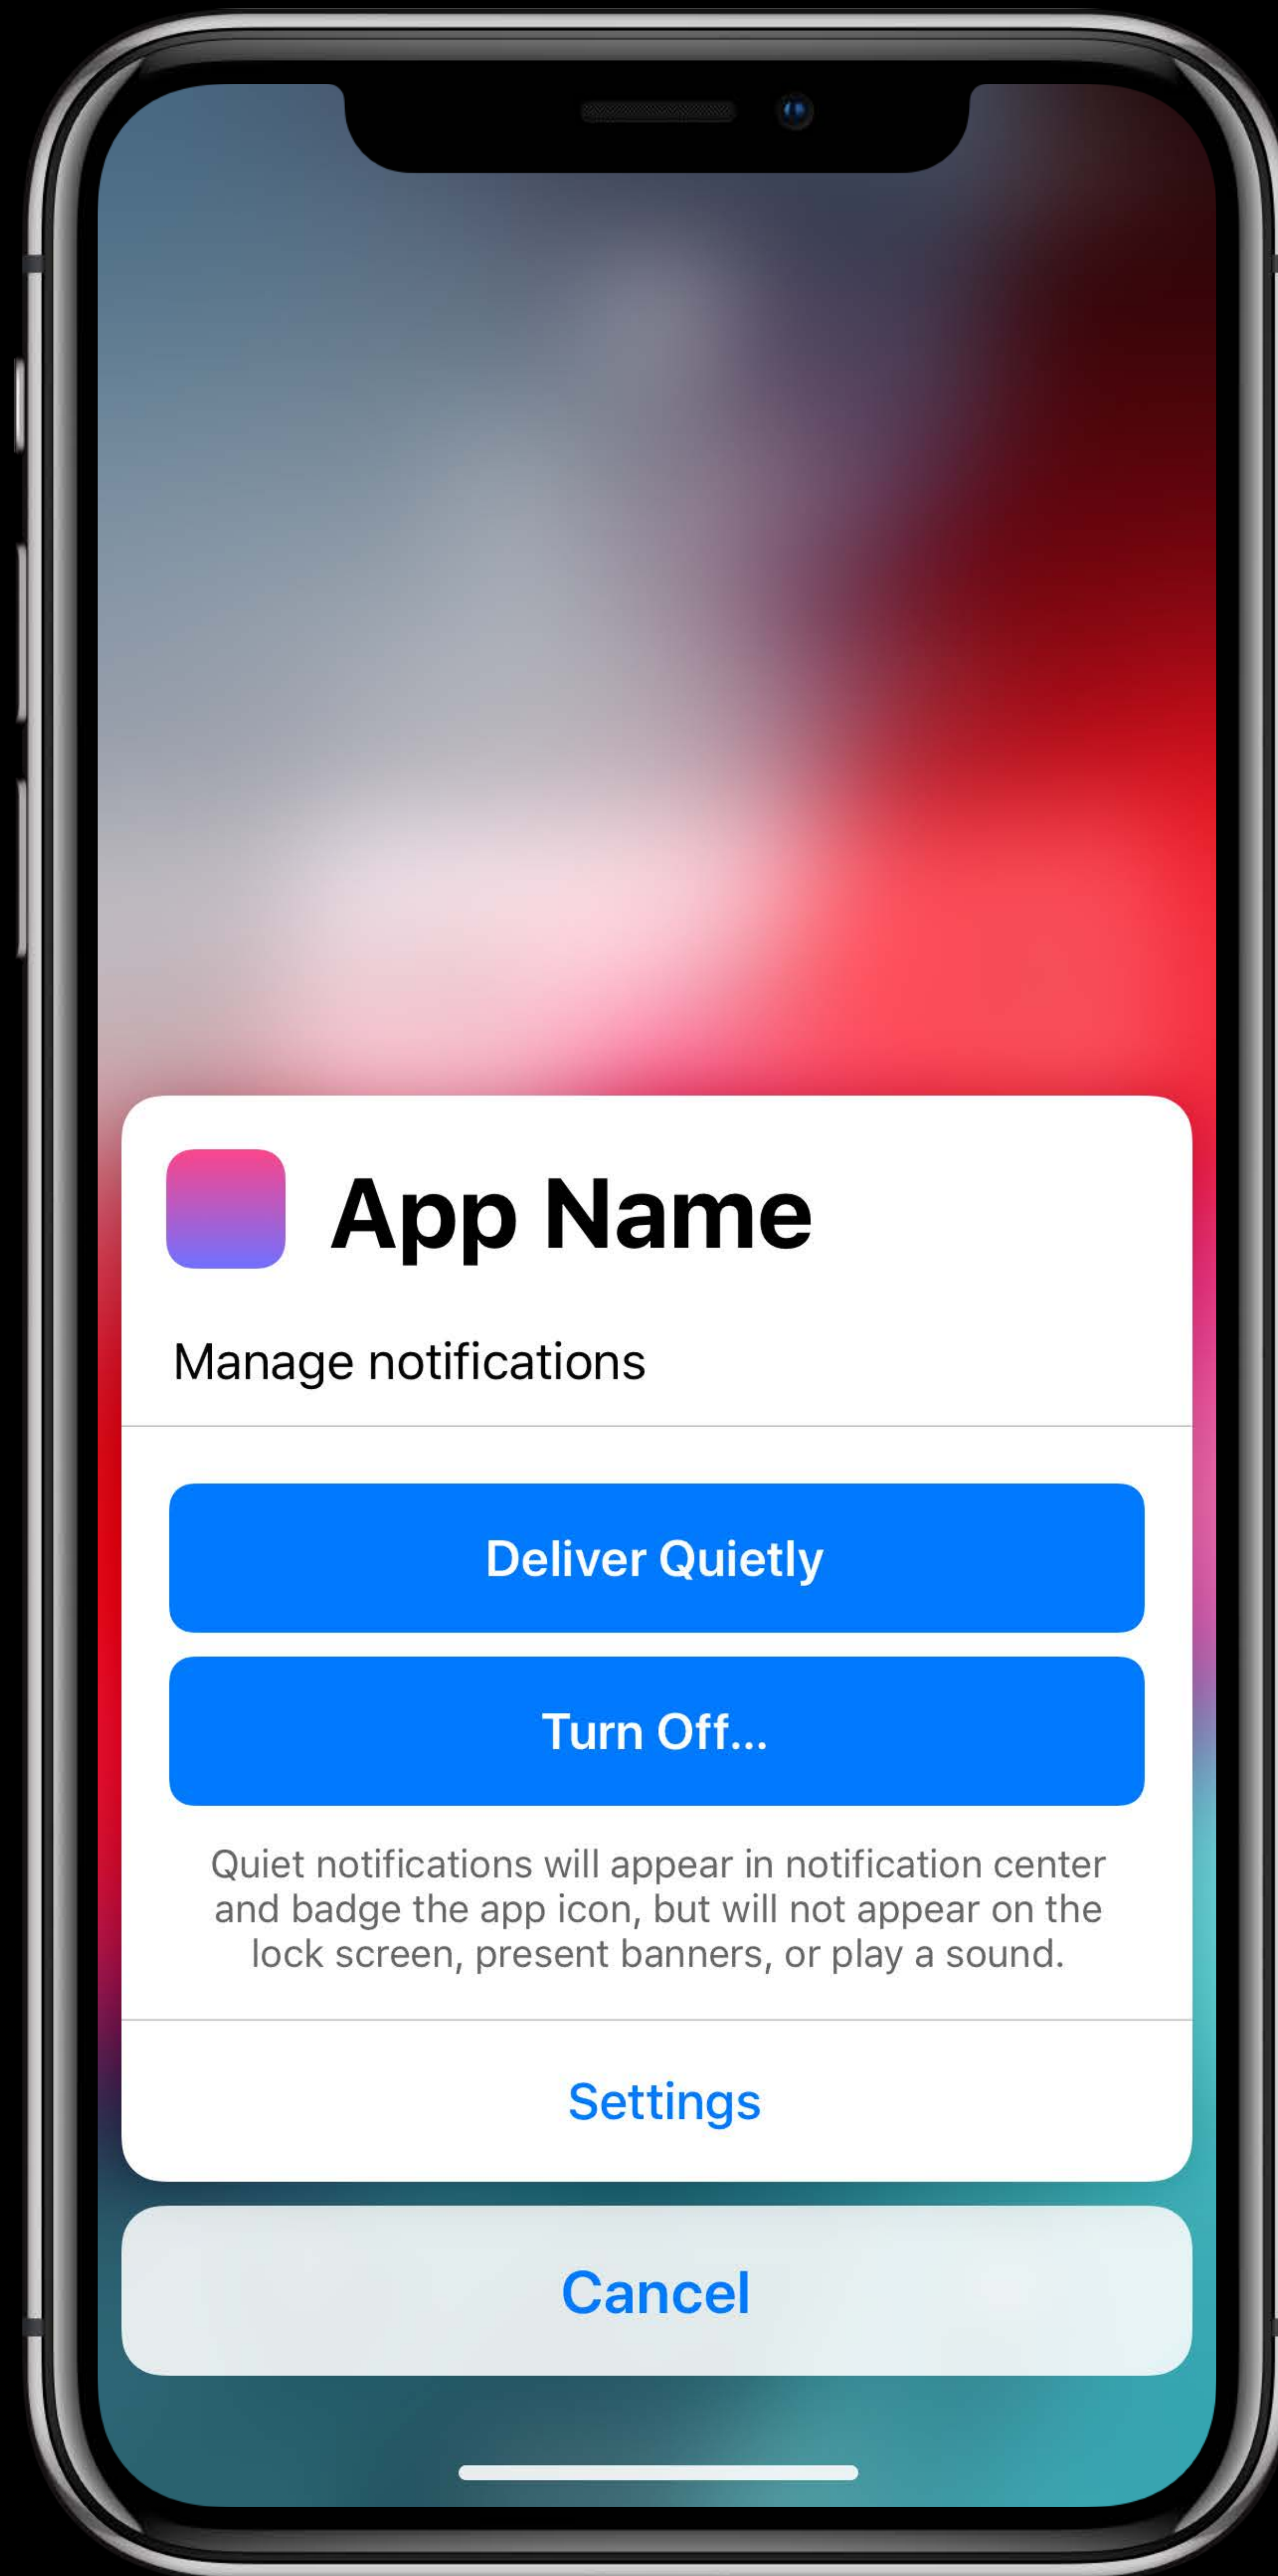 App Name
Manage notifications
Deliver Quietly
Turn Off...
Quiet notifications will appear in notification center
and badge the app icon, but will not appear on the
lock screen, present banners, or play a sound.
Settings
Cancel